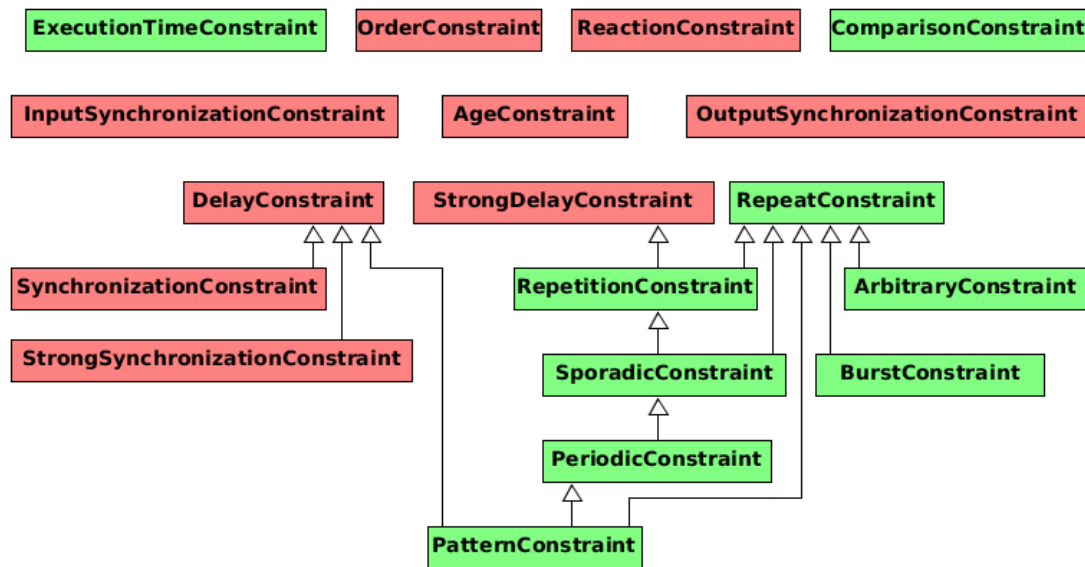 ExecutionTimeConstraint
OrderConstraint
ReactionConstraint
ComparisonConstraint
InputSynchronizationConstraint
AgeConstraint
OutputSynchronizationConstraint
DelayConstraint
StrongDelayConstraint
RepeatConstraint
SynchronizationConstraint
RepetitionConstraint
ArbitraryConstraint
StrongSynchronizationConstraint
SporadicConstraint
BurstConstraint
PeriodicConstraint
PatternConstraint